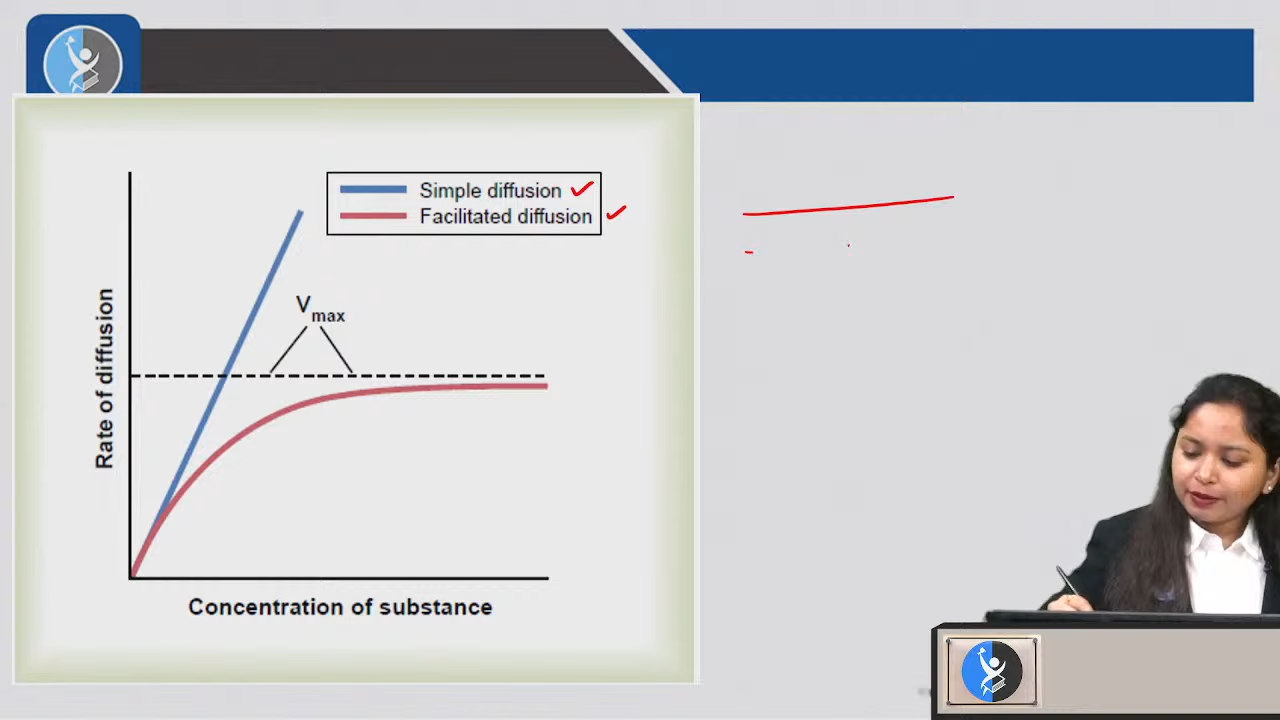 Simple diffusion
Facilitated diffusion
Vmax
Rate of diffusion
Concentration of substance